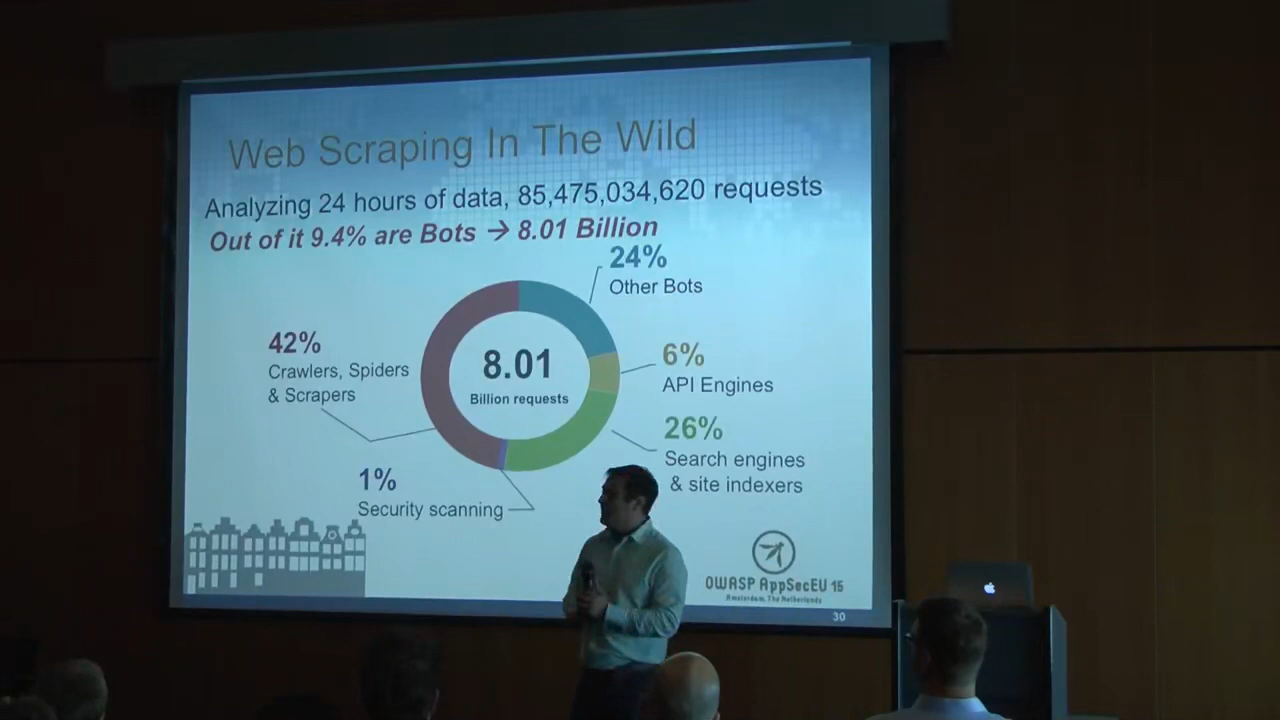 Web Scraping In The Wild
Analyzing 24 hours of data, 85,475,034,620 requests
Out of it 9.4% are Bots → 8.01 Billion
24%
Other Bots
42%
Crawlers, Spiders
& Scrapers
8.01
Billion requests
6%
API Engines
26%
Search engines
& site indexers
1%
Security scanning
OWASP AppSecEU 15
Amsterdam, The Netherlands
30